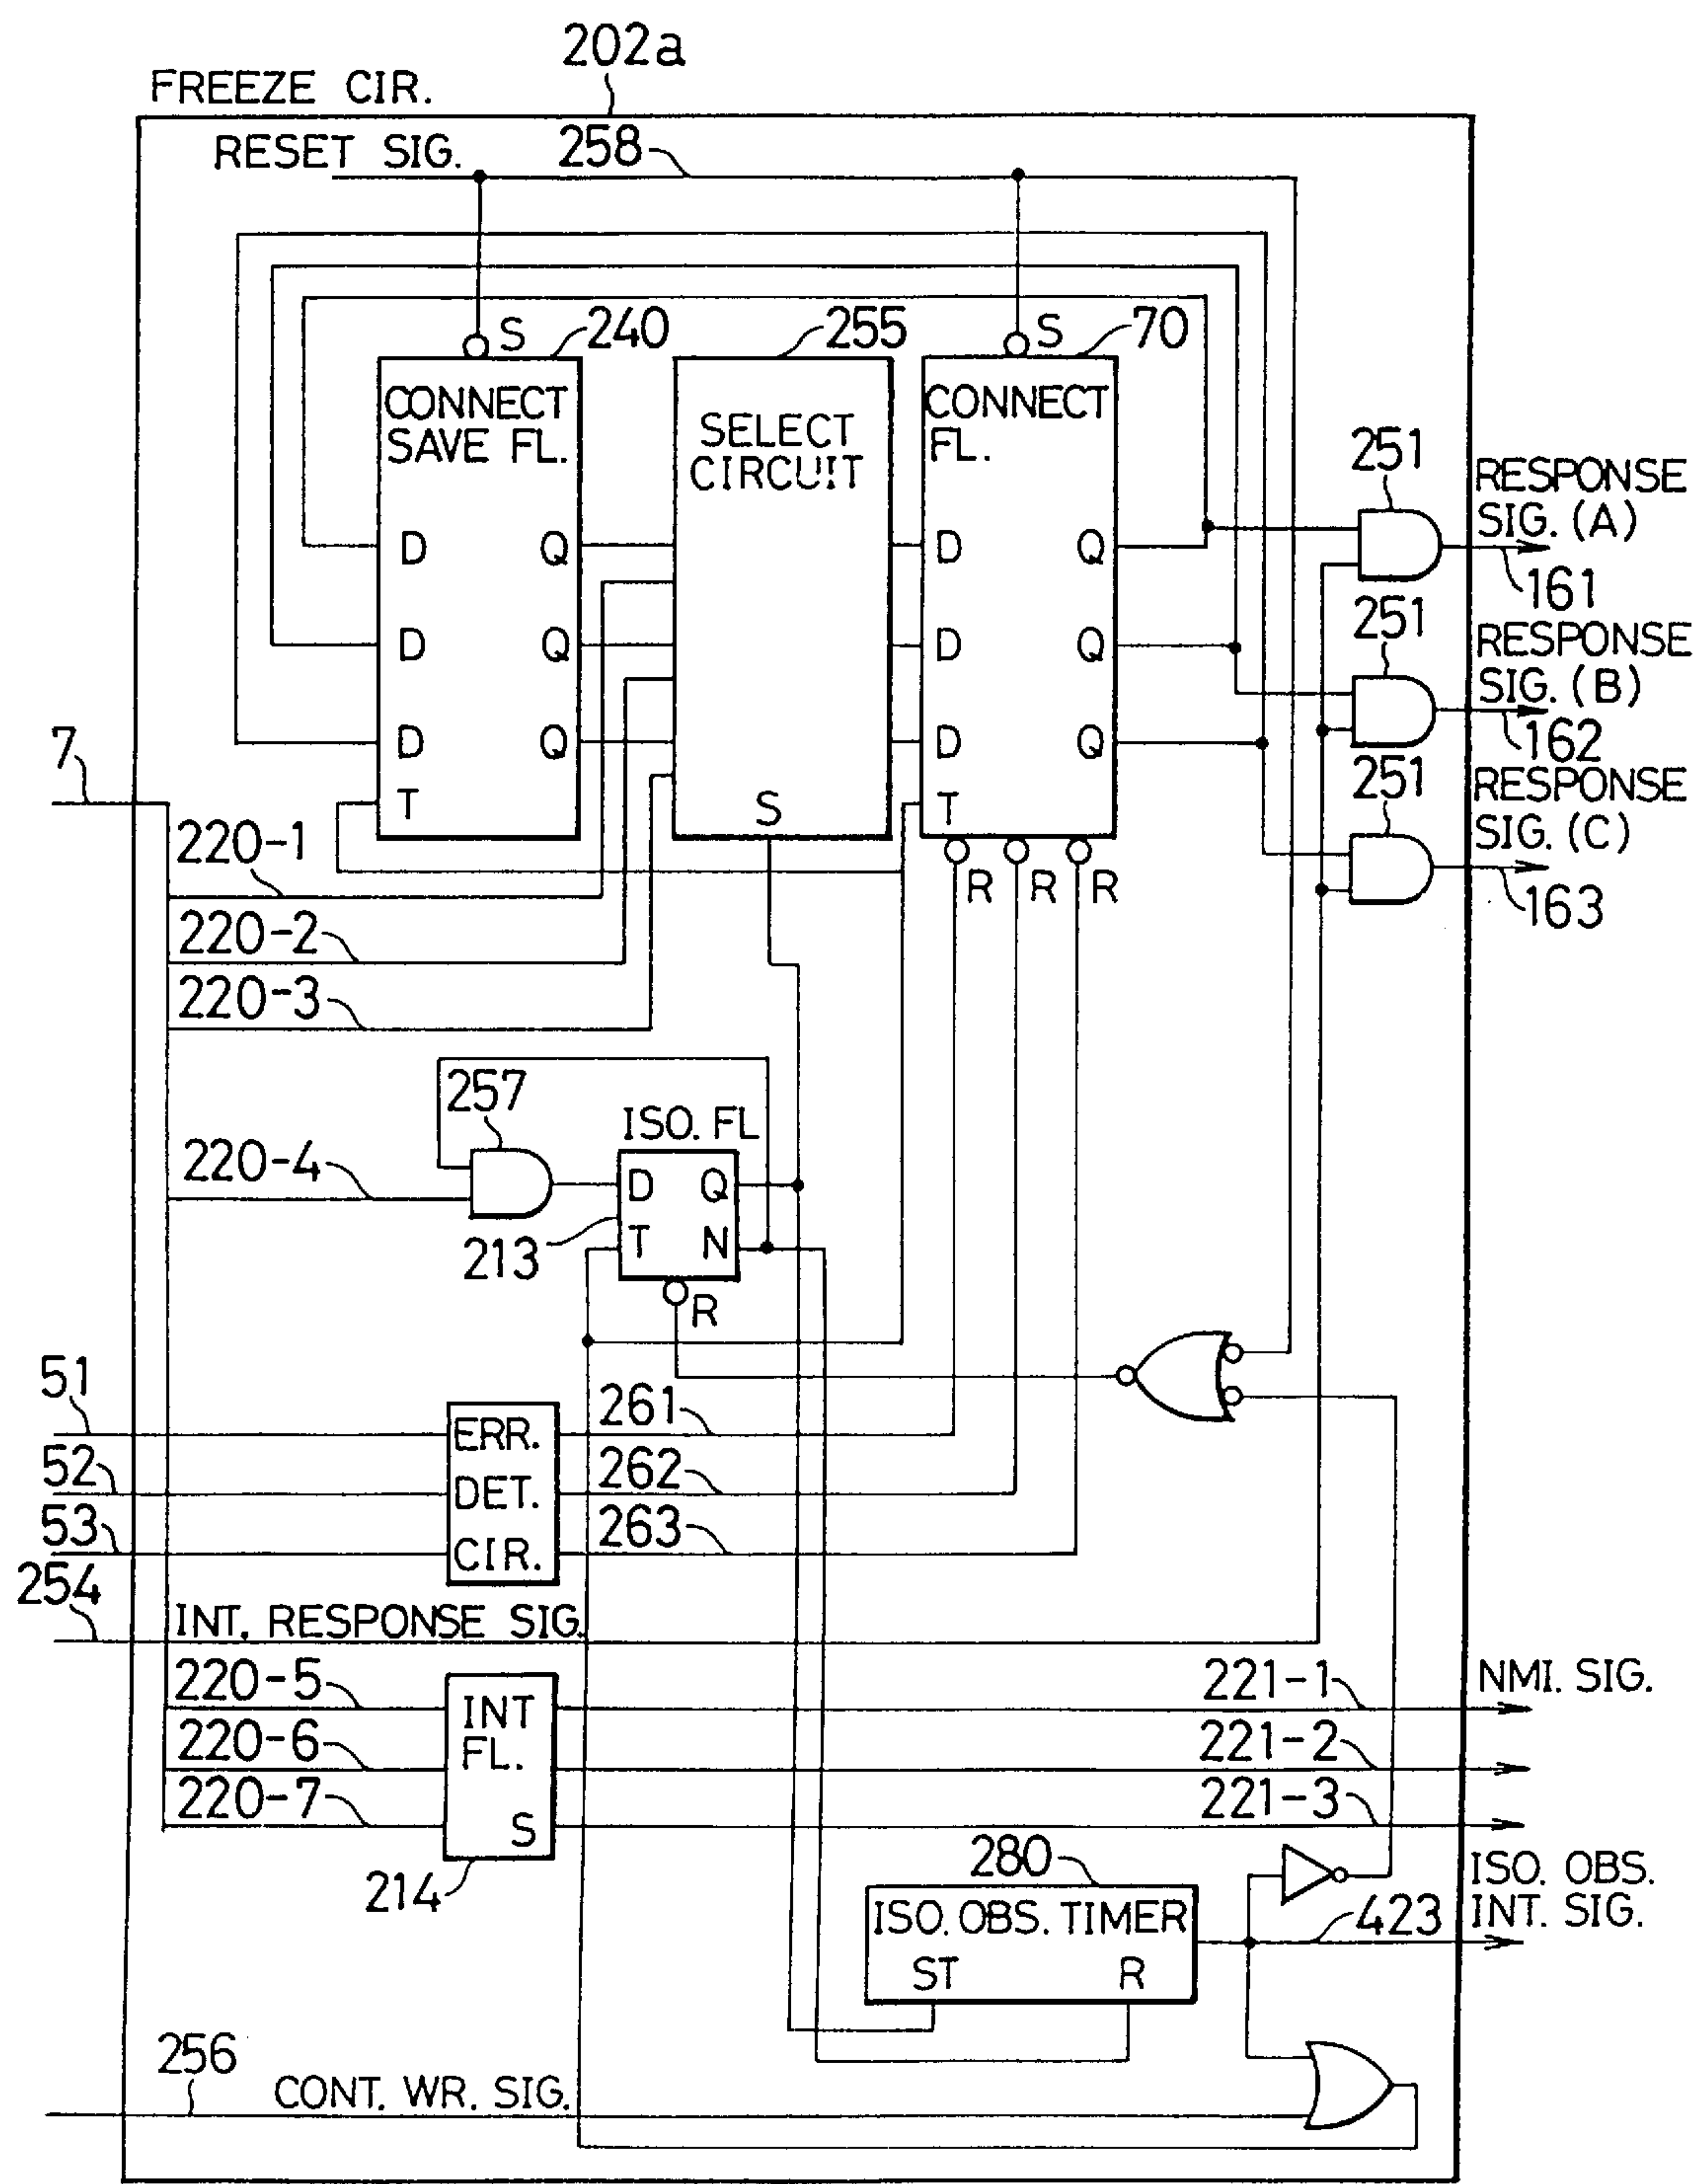 202a
FREEZE CIR.
RESET SIG.
258
S
240
255
S
70
CONNECT
SAVE FL.
SELECT
CIRCUIT
CONNECT
FL.
251
RESPONSE
SIG. (A)
D
Q
D
Q
161
251
RESPONSE
SIG. (B)
D
Q
D
Q
162
7
D
Q
D
Q
251
RESPONSE
SIG. (C)
T
S
T
220-1
R
R
R
163
220-2
220-3
257
ISO. FL
220-4
D
Q
213
T
N
R
51
ERR.
261
52
DET.
262
53
CIR.
263
254
INT. RESPONSE SIG.
220-5
INT
FL.
S
221-1
NMI. SIG.
220-6
221-2
220-7
221-3
214
280
ISO. OBS.
INT. SIG.
ISO. OBS. TIMER
423
ST
R
256
CONT. WR. SIG.